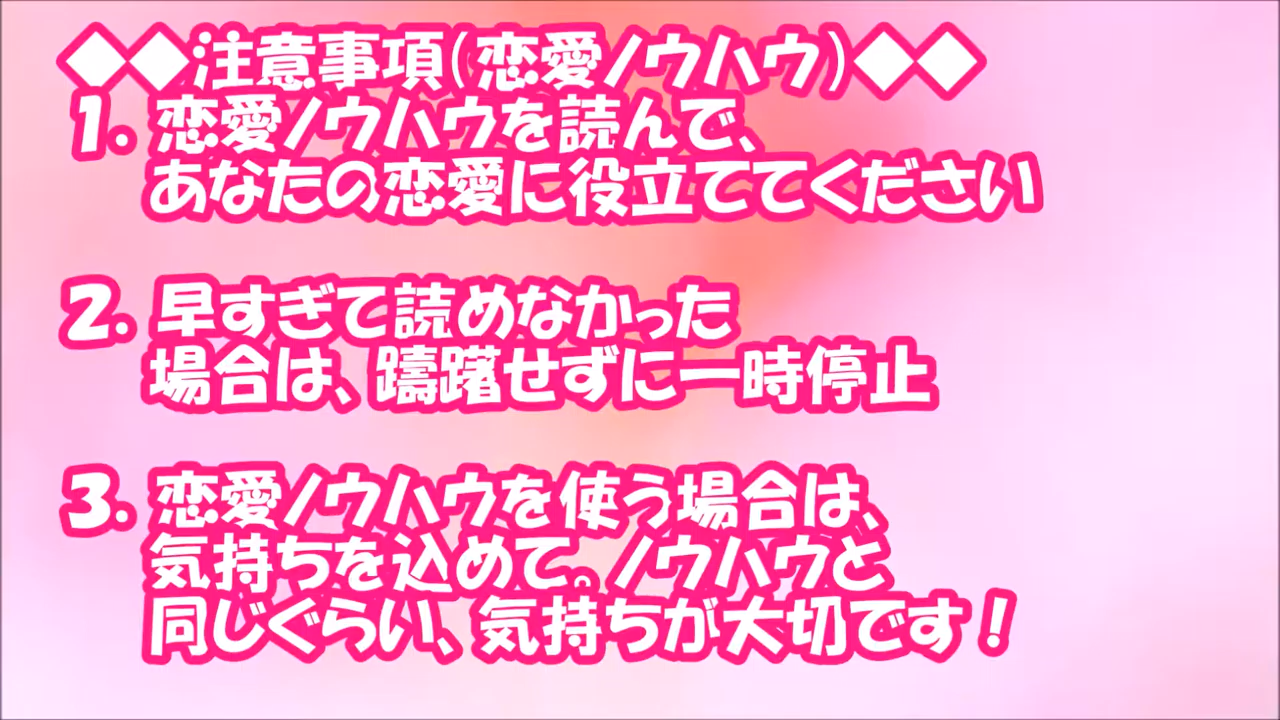 ◆◆注意事項(恋愛ノウハウ)◆◆
1. 恋愛ノウハウを読んで、
あなたの恋愛に役立ててください
2. 早すぎて読めなかった
場合は、躊躇せずに一時停止
3. 恋愛ノウハウを使う場合は、
気持ちを込めて。ノウハウと
同じぐらい、気持ちが大切です!